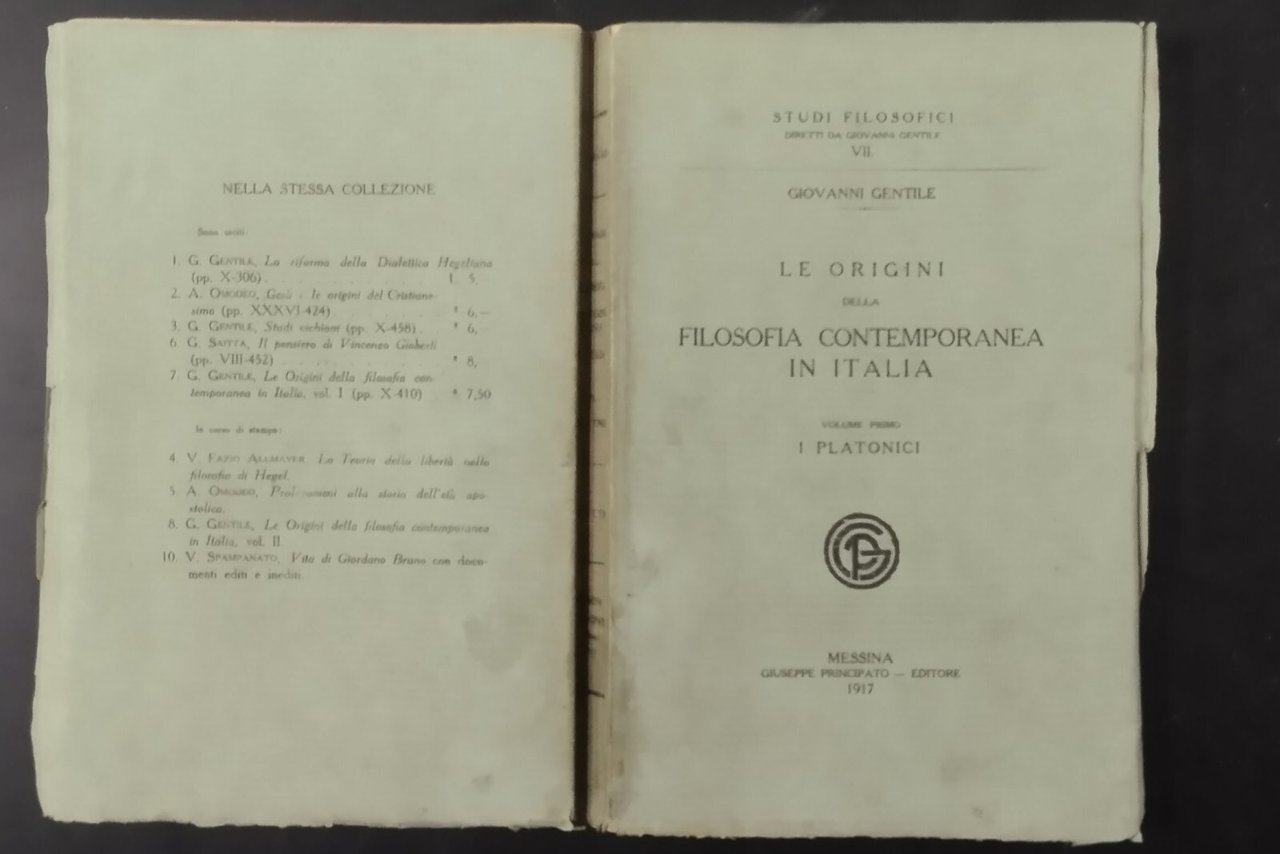 NELLA STESSA COLLEZIONE
Sono usciti:
1. G. GENTILE, La riforma della Dialettica Hegeliana
(pp. X-306) . . . . . . . . . L. 5,
2. A. OMODEO, Gesù e le origini del Cristiane-
simo (pp. XXXVI-424) . . . . . " 6,—
3. G. GENTILE, Studi vichiani (pp. X-458) . . " 6,
6. G. SAITTA, Il pensiero di Vincenzo Gioberti
(pp. VIII-452) . . . . . . . . . " 8,
7. G. GENTILE, Le Origini della filosofia con-
temporanea in Italia, vol. I (pp. X-410) . " 7,50
In corso di stampa:
4. V. FAZIO ALLMAYER, La Teoria della libertà nella
filosofia di Hegel.
5. A. OMODEO, Prolegomeni alla storia dell'età apo-
stolica.
8. G. GENTILE, Le Origini della filosofia contemporanea
in Italia, vol. II.
10. V. SPAMPANATO, Vita di Giordano Bruno con docu-
menti editi e inediti.
STUDI FILOSOFICI
DIRETTI DA GIOVANNI GENTILE
VII.
GIOVANNI GENTILE
LE ORIGINI
DELLA
FILOSOFIA CONTEMPORANEA
IN ITALIA
VOLUME PRIMO
I PLATONICI
MESSINA
GIUSEPPE PRINCIPATO — EDITORE
1917